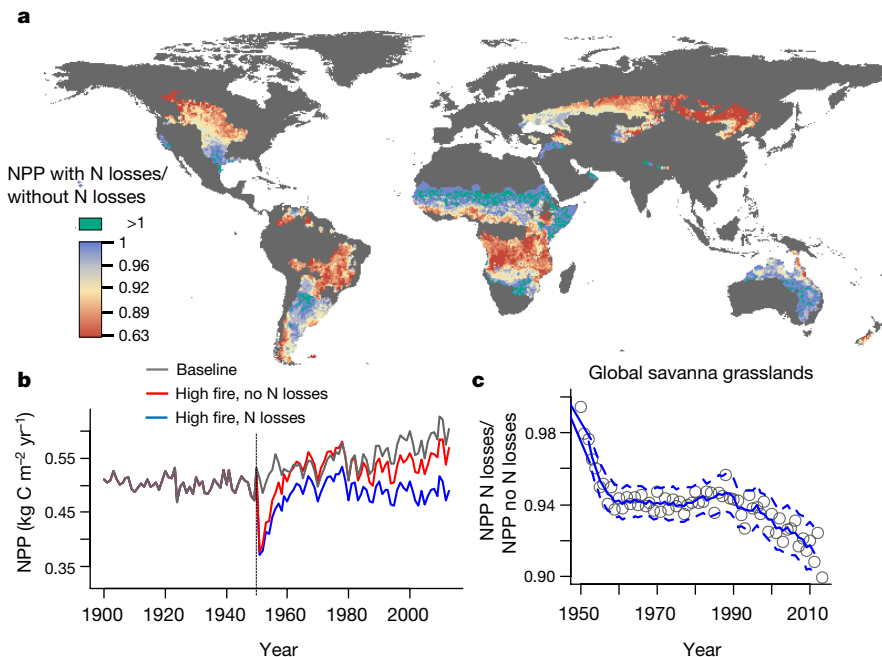 a
NPP with N losses/
without N losses
>1
1
0.96
0.92
0.89
0.63
b
Baseline
High fire, no N losses
High fire, N losses
NPP (kg C m⁻² yr⁻¹)
0.55
0.45
0.35
1900
1920
1940
1960
1980
2000
Year
c
Global savanna grasslands
NPP N losses/
NPP no N losses
0.98
0.94
0.90
1950
1970
1990
2010
Year